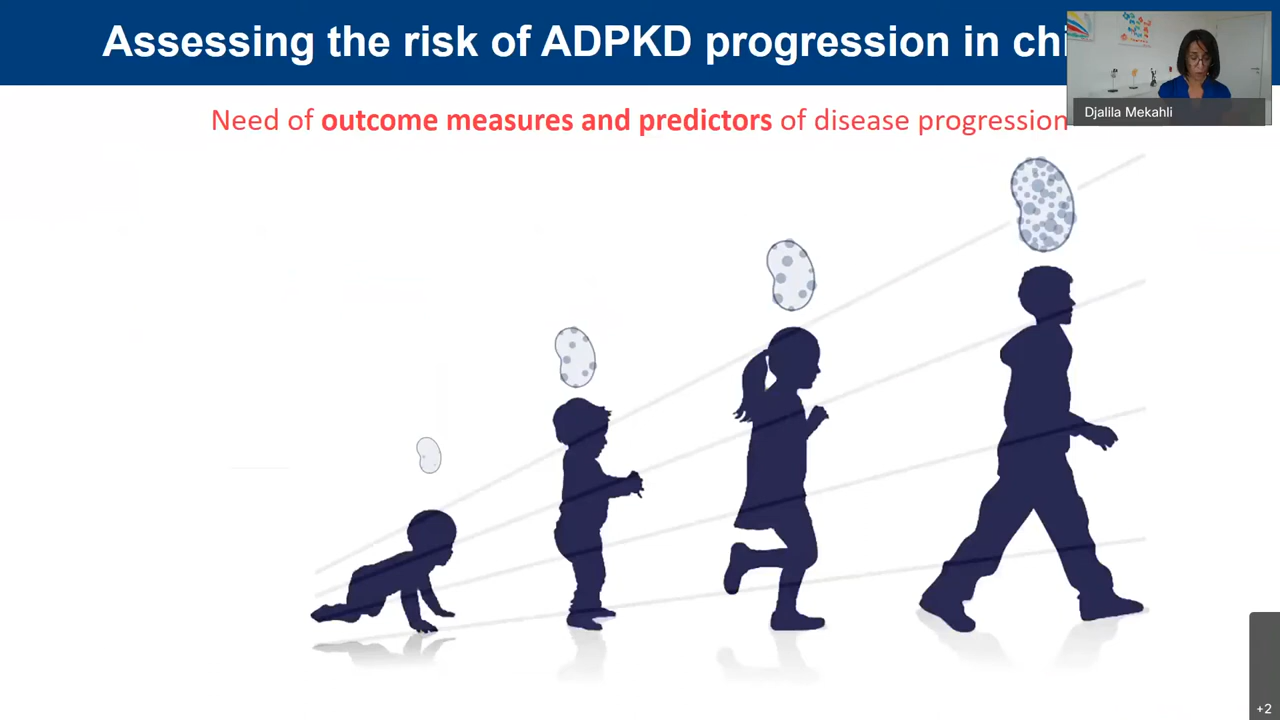 Assessing the risk of ADPKD progression in chi
Djalila Mekahli
Need of outcome measures and predictors of disease progression
+2